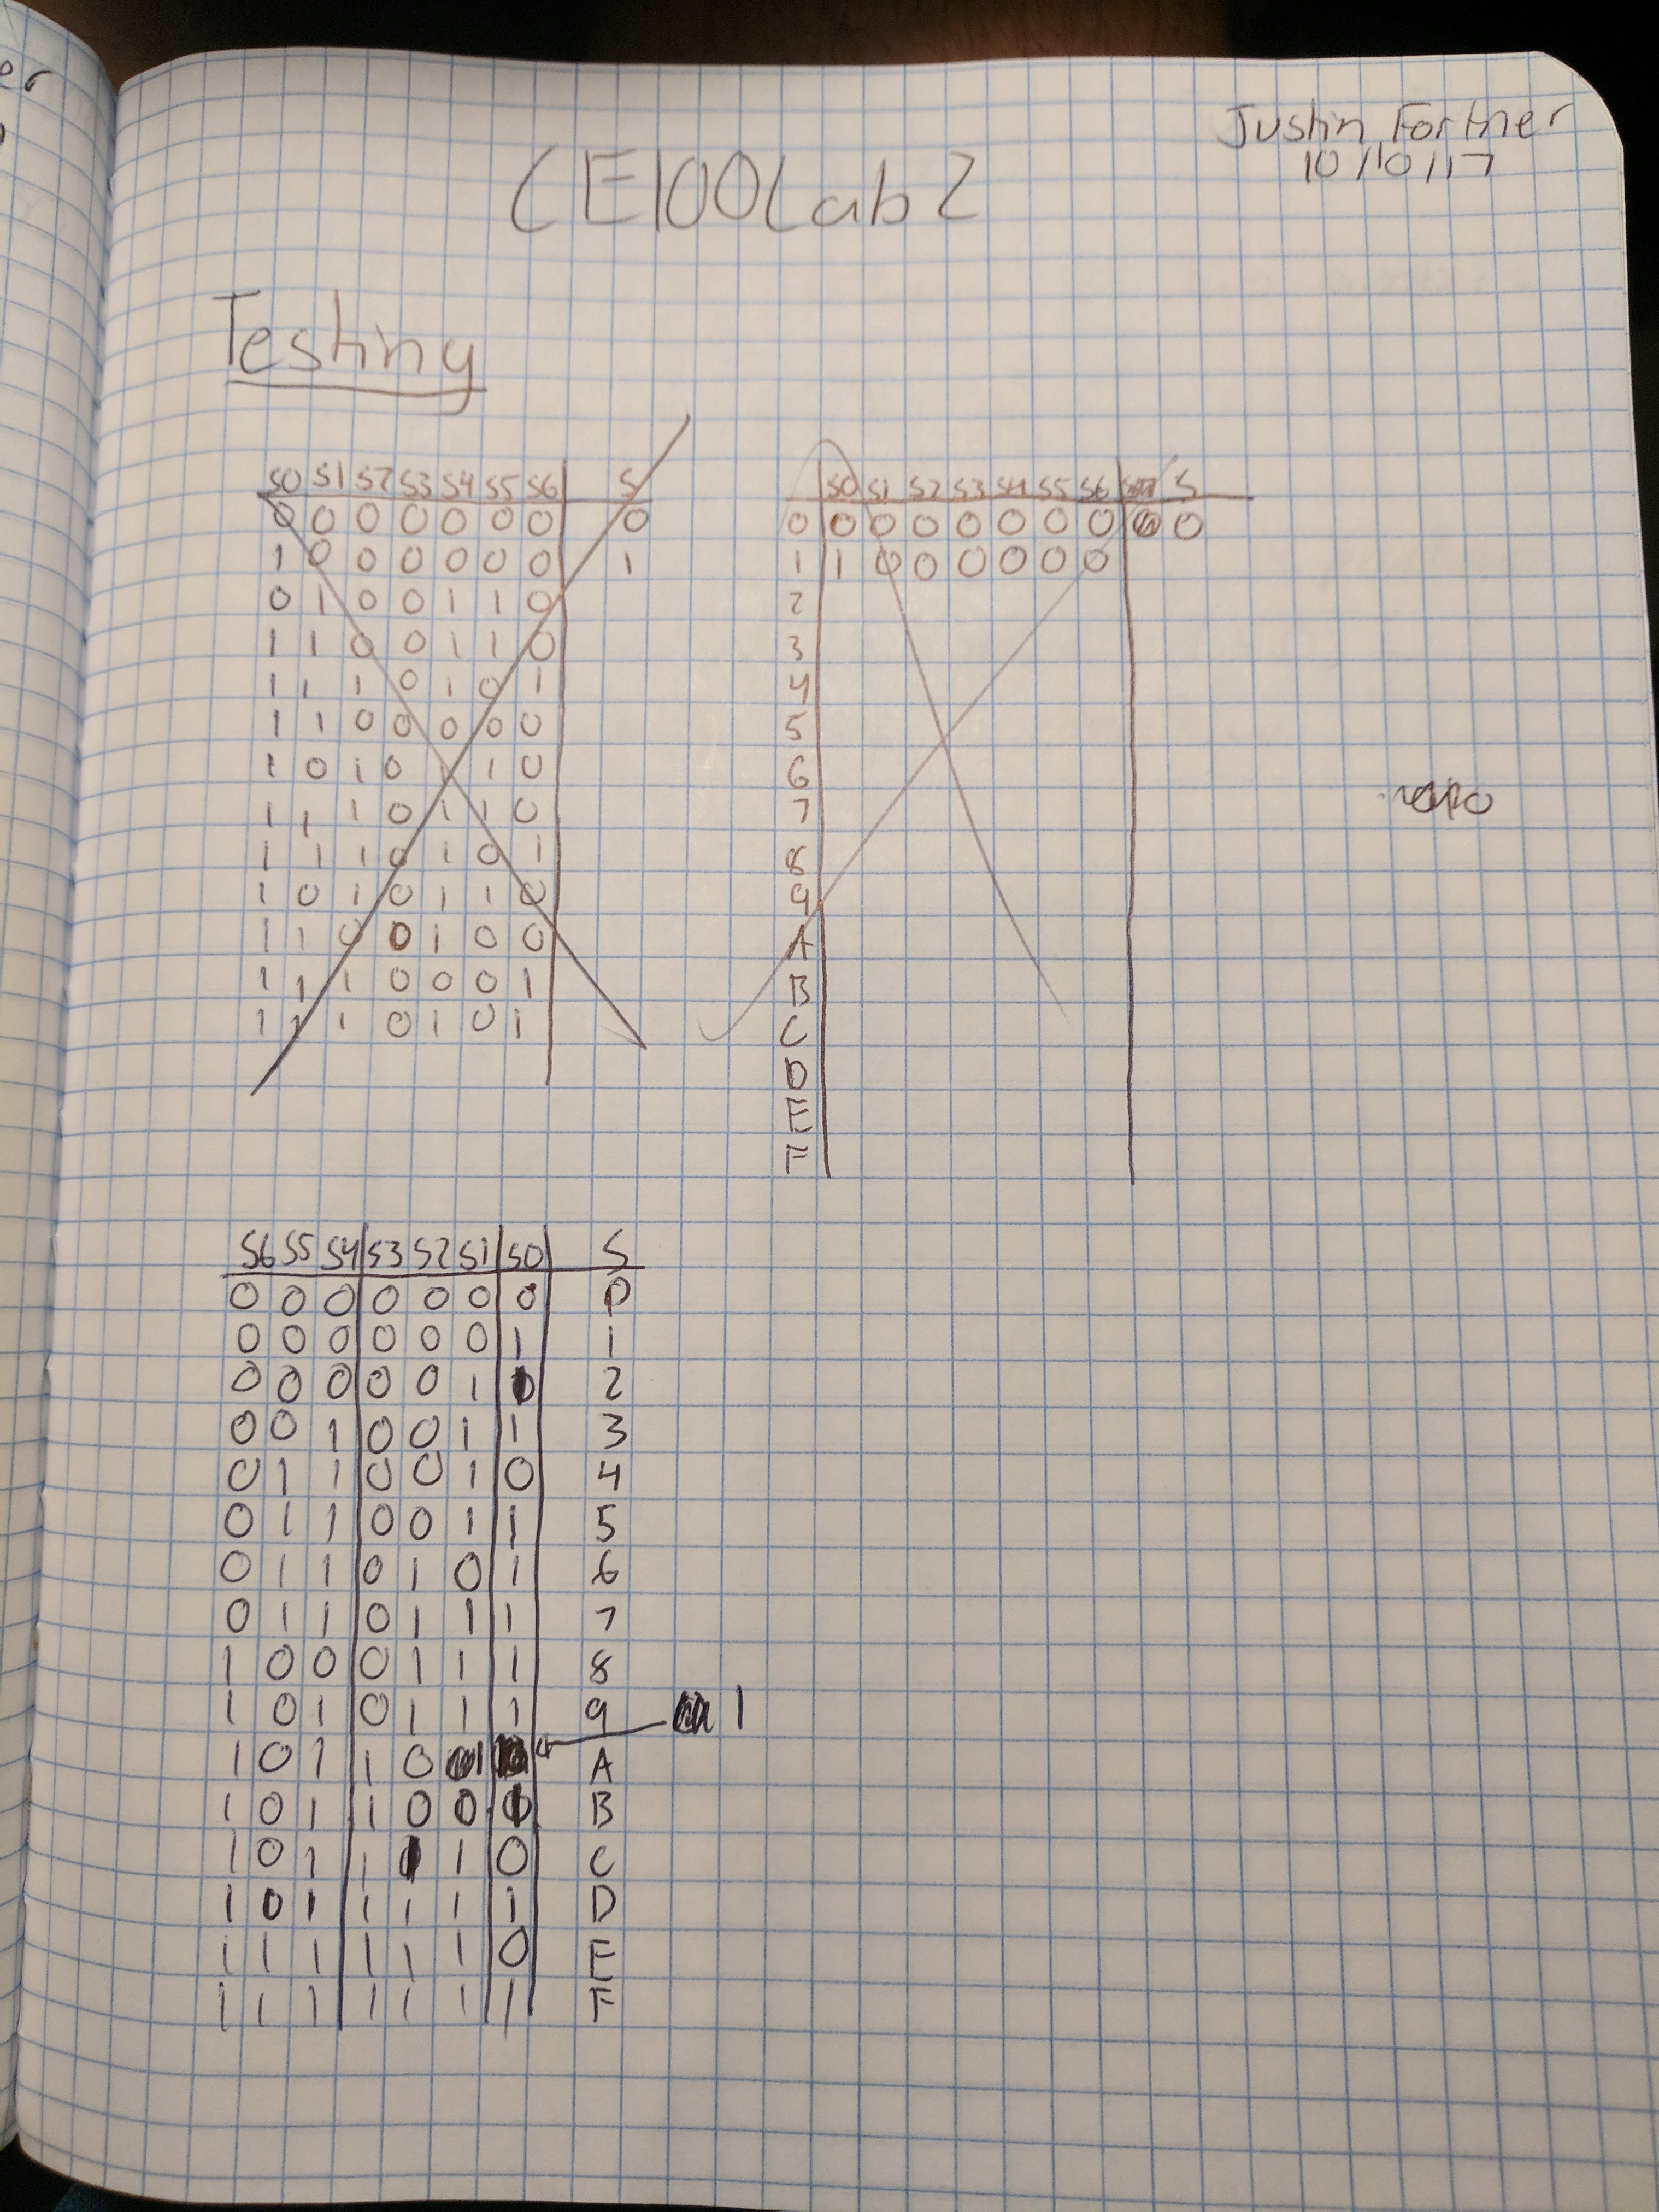 er
Justin Fortner
10/10/17
CE100Lab2
Testing
S0 S1 S2 S3 S4 S5 S6 S
0 0 0 0 0 0 0 0
1 0 0 0 0 0 0 1
0 1 0 0 1 1 0
1 1 0 0 1 1 0
1 1 1 0 1 0 1
1 1 0 0 0 0 0
1 0 1 0 1 1 0
1 1 1 0 1 1 0
1 1 1 0 1 0 1
1 0 1 0 1 1 0
1 1 0 0 1 0 0
1 1 1 0 0 0 1
1 1 1 0 1 0 1
S0 S1 S2 S3 S4 S5 S6 S
0 0 0 0 0 0 0 0 0
1 1 0 0 0 0 0 0
2
3
4
5
6
7
8
9
A
B
C
D
E
F
S6 S5 S4 S3 S2 S1 S0 S
0 0 0 0 0 0 0 0
0 0 0 0 0 0 1 1
0 0 0 0 0 1 2
0 0 1 0 0 1 1 3
0 1 1 0 0 1 0 4
0 1 1 0 0 1 1 5
0 1 1 0 1 0 1 6
0 1 1 0 1 1 1 7
1 0 0 0 1 1 1 8
1 0 1 0 1 1 1 9
1
1 0 1 1 0 1 A
1 0 1 1 0 0 B
1 0 1 1 1 0 C
1 0 1 1 1 1 1 D
1 1 1 1 1 1 0 E
1 1 1 1 1 1 1 F